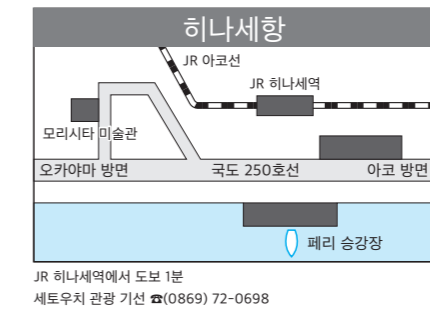 히나세항
JR 아코선
JR 히나세역
모리시타 미술관
오카야마 방면
국도 250호선
아코 방면
페리 승강장
JR 히나세역에서 도보 1분
세토우치 관광 기선 ☎(0869) 72-0698